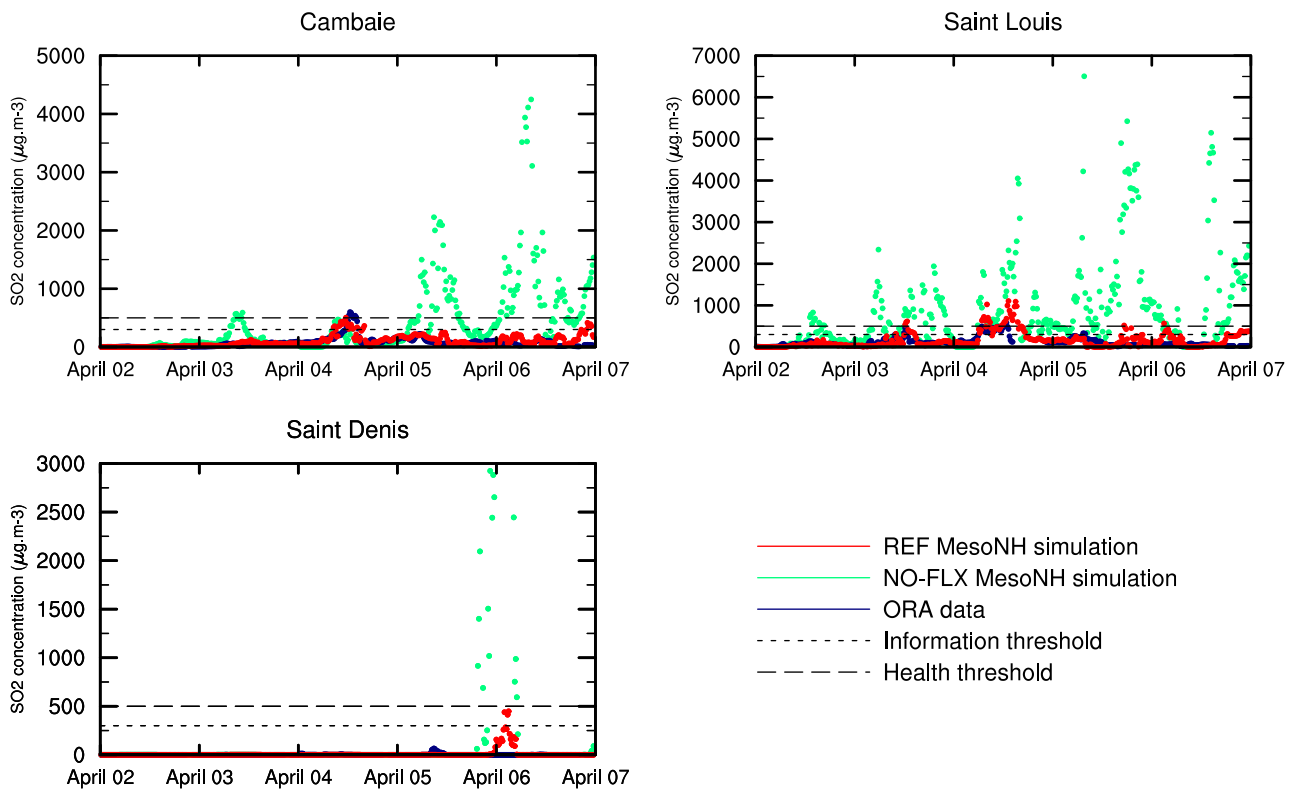 Cambaie
SO2 concentration (µg.m-3)
5000
4000
3000
2000
1000
0
April 02 April 03 April 04 April 05 April 06 April 07
Saint Louis
SO2 concentration (µg.m-3)
7000
6000
5000
4000
3000
2000
1000
0
April 02 April 03 April 04 April 05 April 06 April 07
Saint Denis
SO2 concentration (µg.m-3)
3000
2500
2000
1500
1000
500
0
April 02 April 03 April 04 April 05 April 06 April 07
REF MesoNH simulation
NO-FLX MesoNH simulation
ORA data
Information threshold
Health threshold